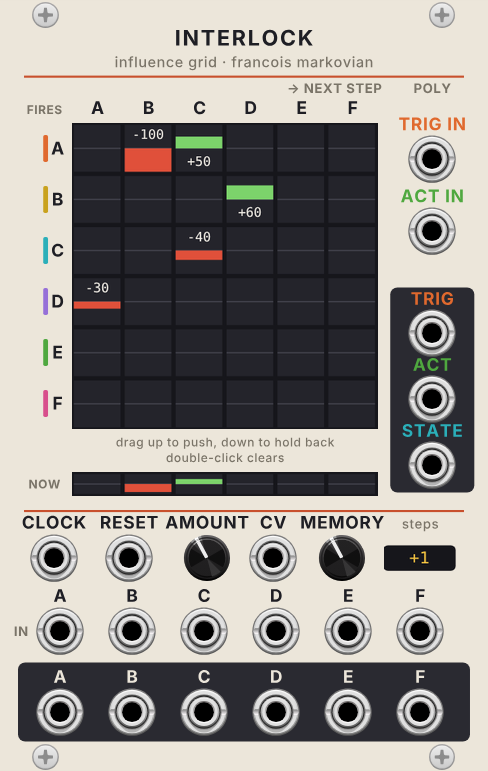 INTERLOCK
influence grid · francois markovian
→ NEXT STEP POLY
FIRES A B C D E F
TRIG IN
A -100 +50
ACT IN
B +60
C -40
D -30
TRIG
E
ACT
F
STATE
drag up to push, down to hold back
double-click clears
NOW
CLOCK RESET AMOUNT CV MEMORY steps
+1
A B C D E F
IN
A B C D E F